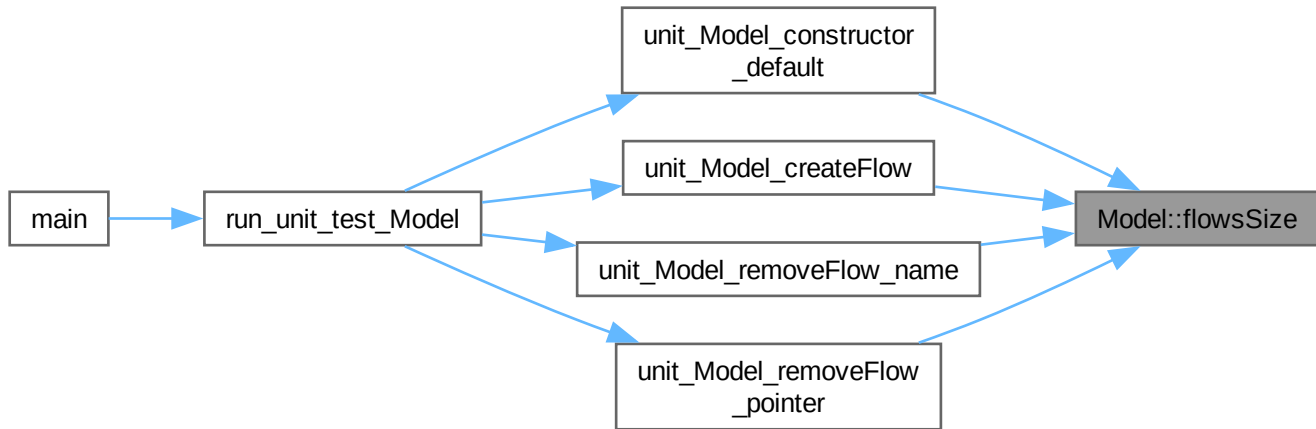 unit_Model_constructor
_default
unit_Model_createFlow
main
run_unit_test_Model
Model::flowsSize
unit_Model_removeFlow_name
unit_Model_removeFlow
_pointer